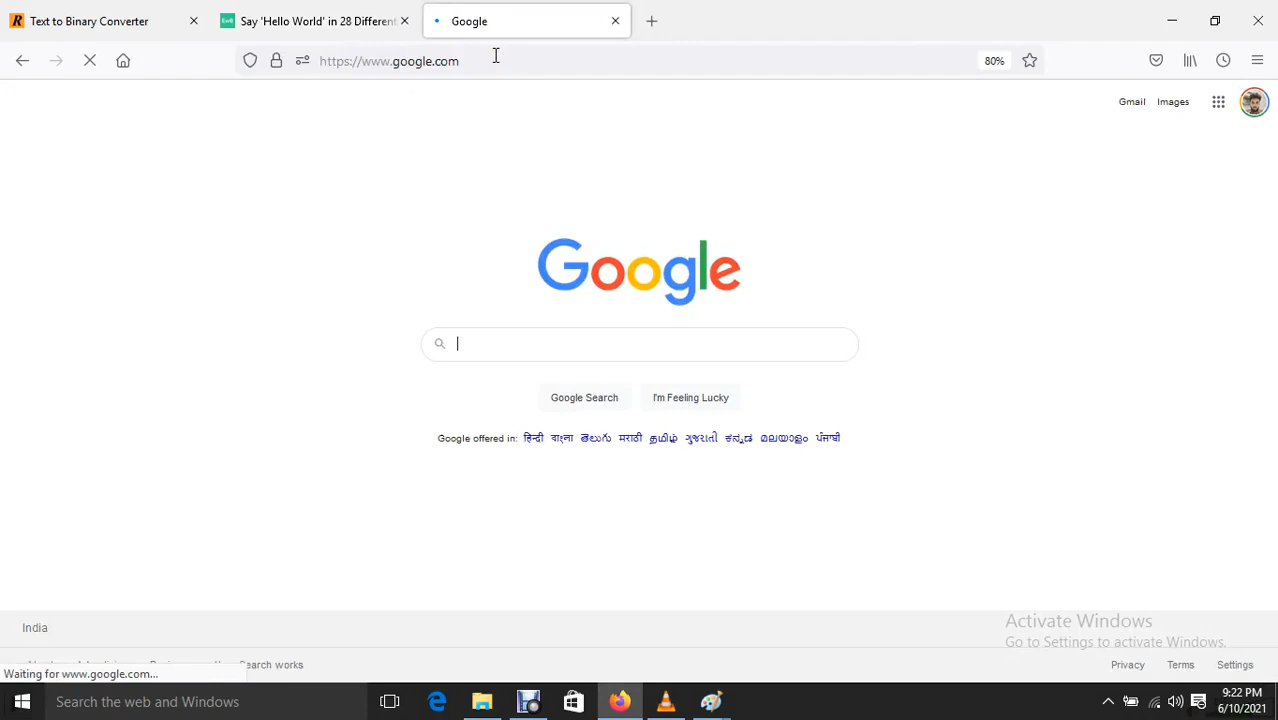 Text to Binary Converter
Say 'Hello World' in 28 Different
Google
https://www.google.com
80%
Gmail Images
Google
Google Search
I'm Feeling Lucky
Google offered in: हिन्दी বাংলা తెలుగు मराठी தமிழ் ગુજરાતી ಕನ್ನಡ മലയാളം ਪੰਜਾਬੀ
India
Activate Windows
Go to Settings to activate Windows.
Search works
Privacy Terms Settings
Waiting for www.google.com...
Search the web and Windows
9:22 PM
6/10/2021